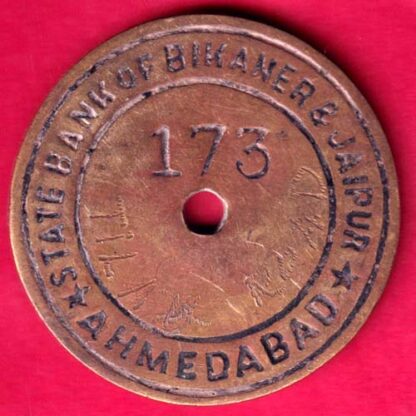 STATE BANK OF BIKANER & JAIPUR
173
★ AHMEDABAD ★